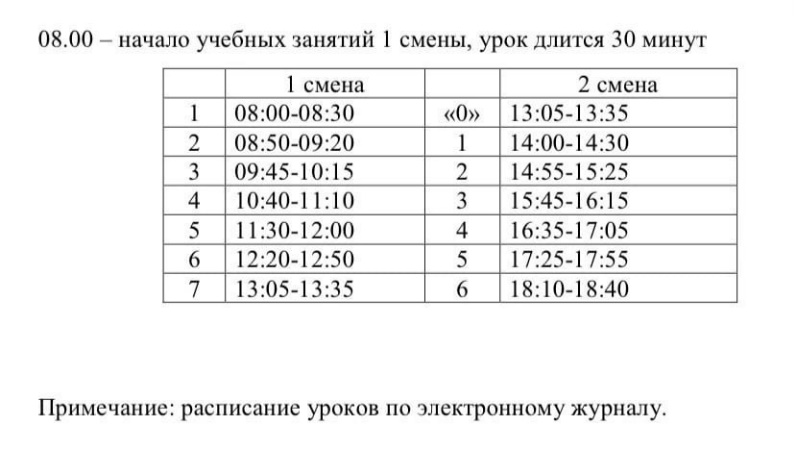 08.00 – начало учебных занятий 1 смены, урок длится 30 минут
1 смена 2 смена
1 08:00-08:30 «0» 13:05-13:35
2 08:50-09:20 1 14:00-14:30
3 09:45-10:15 2 14:55-15:25
4 10:40-11:10 3 15:45-16:15
5 11:30-12:00 4 16:35-17:05
6 12:20-12:50 5 17:25-17:55
7 13:05-13:35 6 18:10-18:40
Примечание: расписание уроков по электронному журналу.